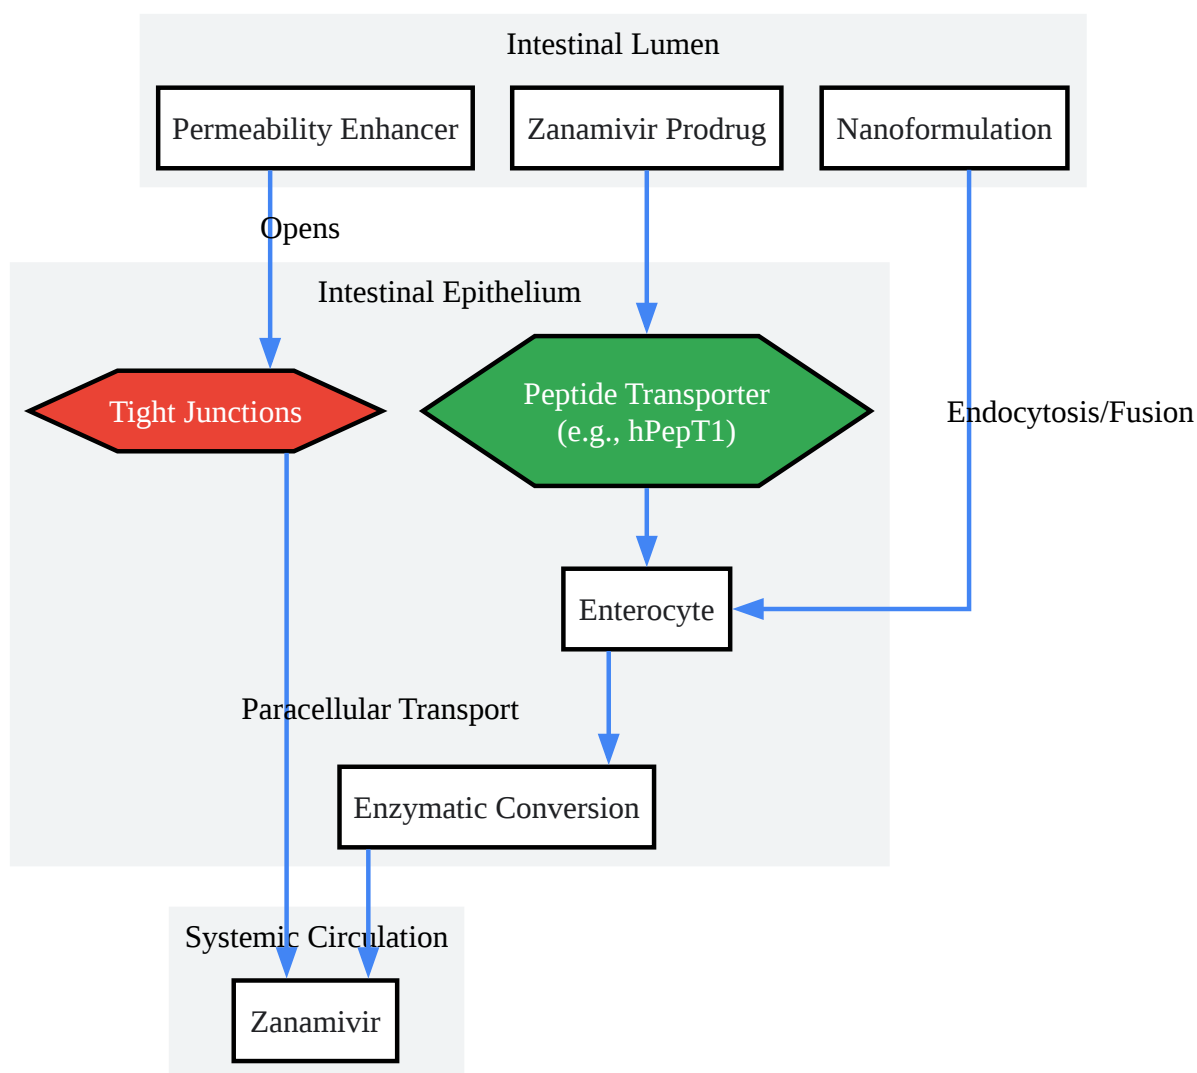 Intestinal Lumen
Permeability Enhancer
Zanamivir Prodrug
Nanoformulation
Opens
Intestinal Epithelium
Tight Junctions
Peptide Transporter
(e.g., hPepT1)
Endocytosis/Fusion
Enterocyte
Paracellular Transport
Enzymatic Conversion
Systemic Circulation
Zanamivir